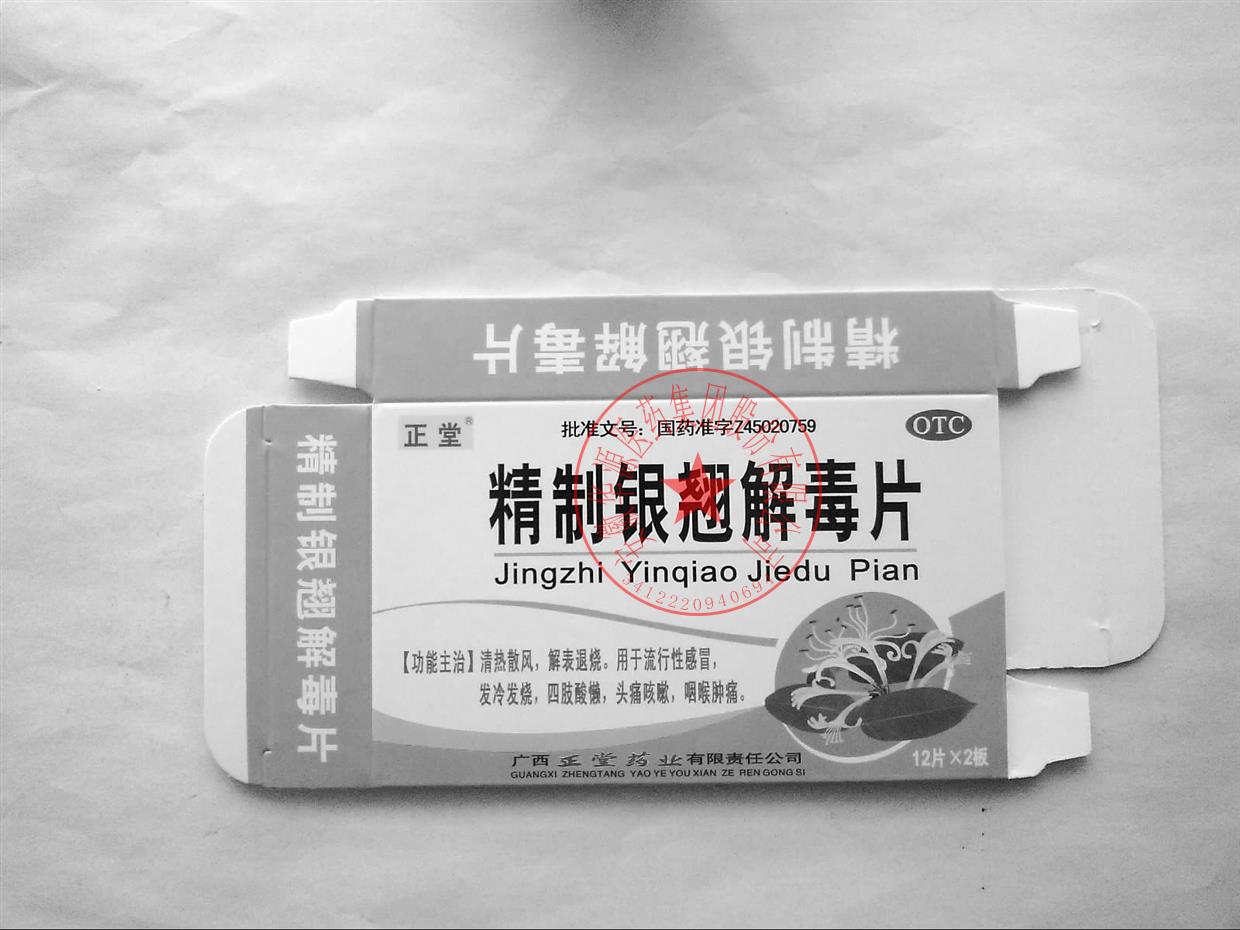 精制银翘解毒片
正堂®
批准文号：国药准字Z45020759
OTC
精制银翘解毒片
Jingzhi Yinqiao Jiedu Pian
精制银翘解毒片
【功能主治】清热散风，解表退烧。用于流行性感冒，
发冷发烧，四肢酸懒，头痛咳嗽，咽喉肿痛。
12片×2板
广西正堂药业有限责任公司
GUANGXI ZHENGTANG YAO YE YOU XIAN ZE REN GONG SI